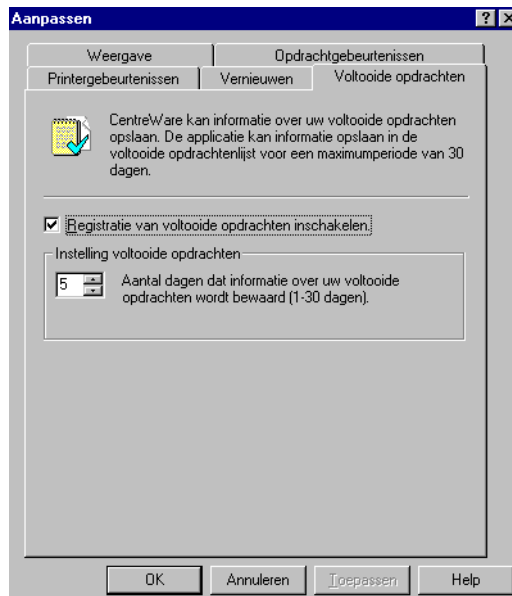 Aanpassen
Weergave
Opdrachtgebeurtenissen
Printergebeurtenissen
Vernieuwen
Voltooide opdrachten
CentreWare kan informatie over uw voltooide opdrachten
opslaan. De applicatie kan informatie opslaan in de
voltooide opdrachtenlijst voor een maximumperiode van 30
dagen.
Registratie van voltooide opdrachten inschakelen.
Instelling voltooide opdrachten
5
Aantal dagen dat informatie over uw voltooide
opdrachten wordt bewaard (1-30 dagen).
OK
Annuleren
Toepassen
Help